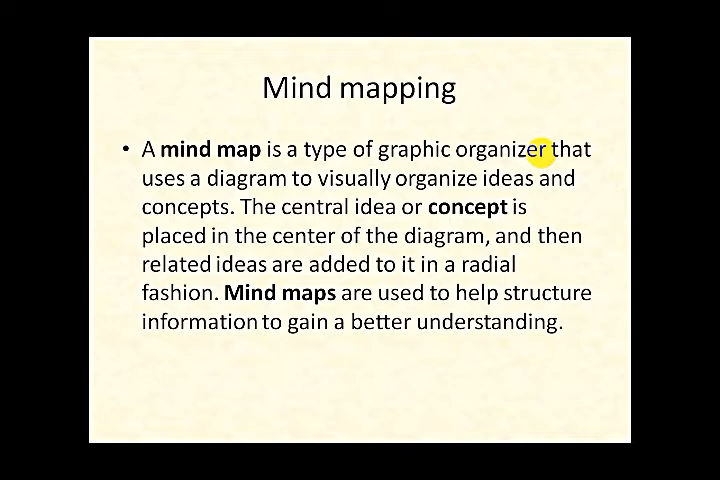 Mind mapping
• A mind map is a type of graphic organizer that
uses a diagram to visually organize ideas and
concepts. The central idea or concept is
placed in the center of the diagram, and then
related ideas are added to it in a radial
fashion. Mind maps are used to help structure
information to gain a better understanding.